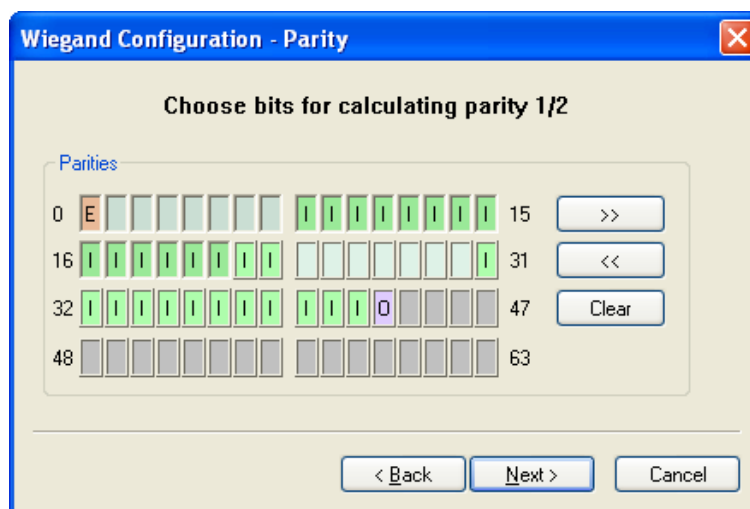 Wiegand Configuration - Parity
Choose bits for calculating parity 1/2
Parities
0 E I I I I I I I I 15 >>
16 I I I I I I I I I 31 <<
32 I I I I I I I I I I I O 47 Clear
48 63
< Back Next > Cancel